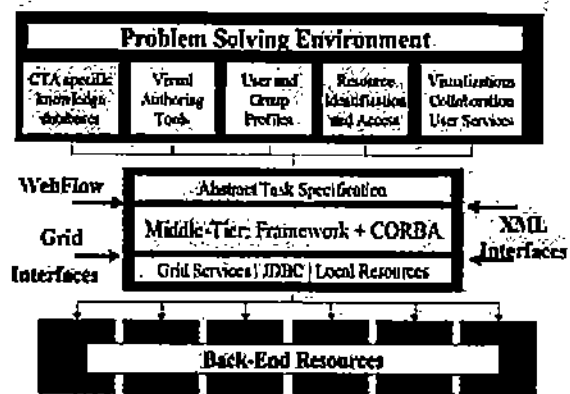 Problem Solving Environment
CTA specific
knowledge
databases
Visual
Authoring
Tools
User and
Group
Profiles
Resource
Identification
and Access
Visualizations
Collaboration
User Services
WebFlow
Abstract Task Specification
Middle-Tier: Framework + CORBA
Grid
Interfaces
XML
Interfaces
Grid Services | JDBC | Local Resources
Back-End Resources